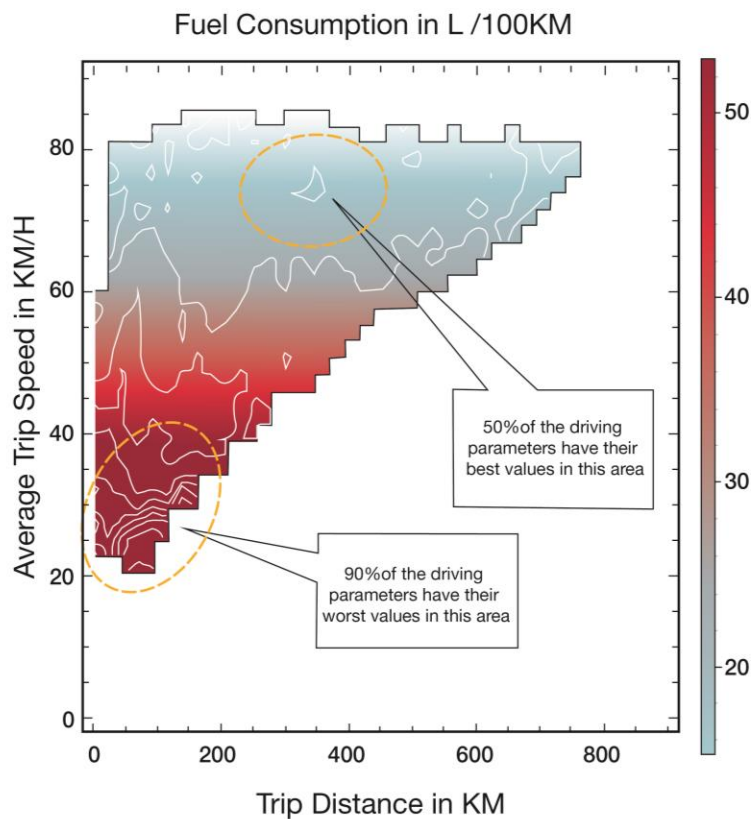 Fuel Consumption in L /100KM
80
60
40
20
0
Average Trip Speed in KM/H
0
200
400
600
800
Trip Distance in KM
50
40
30
20
50%of the driving
parameters have their
best values in this area
90%of the driving
parameters have their
worst values in this area